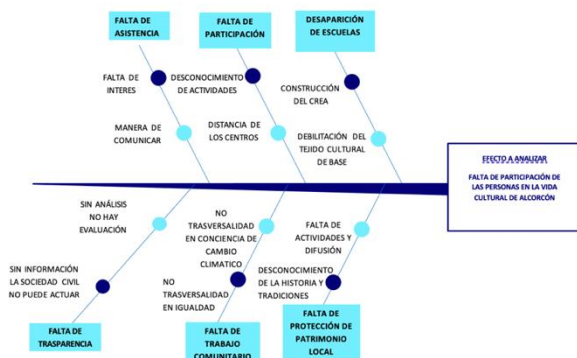 FALTA DE
ASISTENCIA
FALTA DE
PARTICIPACIÓN
DESAPARICIÓN
DE ESCUELAS
FALTA DE
INTERES
DESCONOCIMIENTO
DE ACTIVIDADES
CONSTRUCCIÓN
DEL CREA
MANERA DE
COMUNICAR
DISTANCIA DE
LOS CENTROS
DEBILITACIÓN DEL
TEJIDO CULTURAL
DE BASE
EFECTO A ANALIZAR
FALTA DE PARTICIPACIÓN DE
LAS PERSONAS EN LA VIDA
CULTURAL DE ALCORCÓN
SIN ANÁLISIS
NO HAY
EVALUACIÓN
NO
TRASVERSALIDAD
EN CONCIENCIA DE
CAMBIO
CLIMATICO
FALTA DE
ACTIVIDADES Y
DIFUSIÓN
SIN INFORMACIÓN
LA SOCIEDAD CIVIL
NO PUEDE ACTUAR
NO
TRASVERSALIDAD
EN IGUALDAD
DESCONOCIMIENTO
DE LA HISTORIA Y
TRADICIONES
FALTA DE
TRASPARENCIA
FALTA DE
TRABAJO
COMUNITARIO
FALTA DE
PROTECCIÓN DE
PATRIMONIO
LOCAL